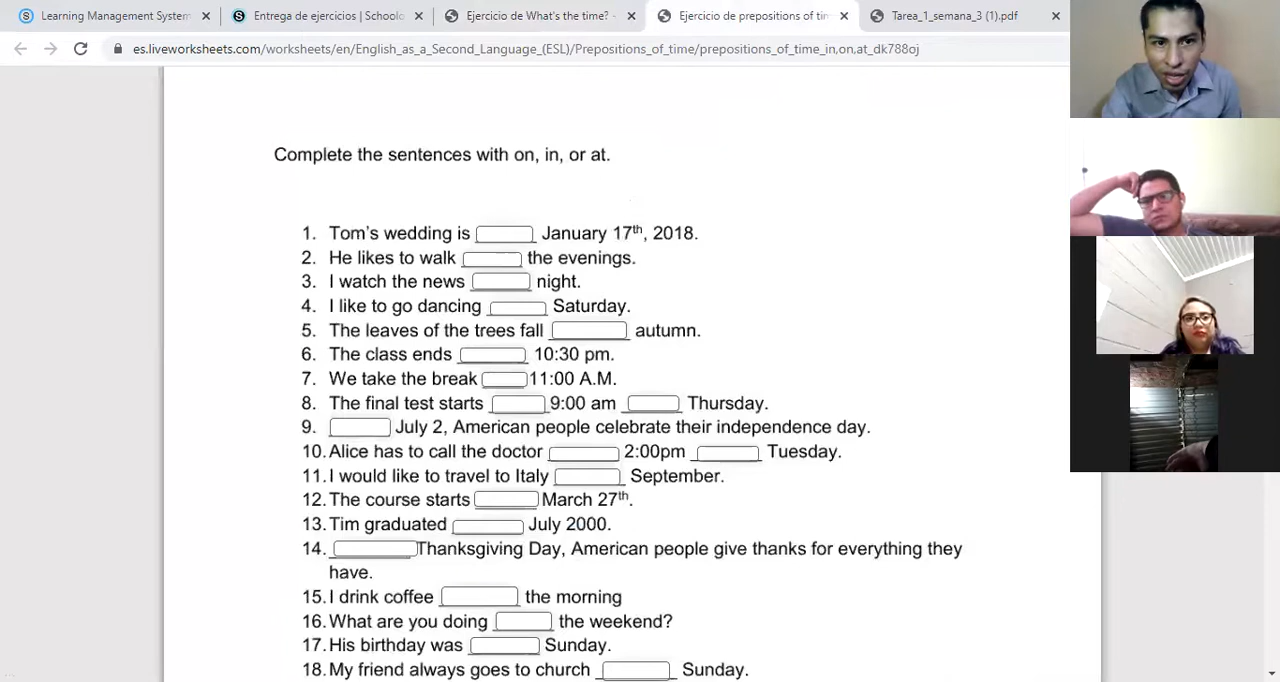 Learning Management System
Entrega de ejercicios | Schoolo
Ejercicio de What's the time? -
Ejercicio de prepositions of tim
Tarea_1_semana_3 (1).pdf
es.liveworksheets.com/worksheets/en/English_as_a_Second_Language_(ESL)/Prepositions_of_time/prepositions_of_time_in,on,at_dk788oj
Complete the sentences with on, in, or at.
1. Tom's wedding is January 17th, 2018.
2. He likes to walk the evenings.
3. I watch the news night.
4. I like to go dancing Saturday.
5. The leaves of the tres fall autumn.
6. The class ends 10:30 pm.
7. We take the break 11:00 A.M.
8. The final test starts 9:00 am Thursday.
9. July 2, American people celebrate their independence day.
10. Alice has to call the doctor 2:00pm Tuesday.
11. I would like to travel to Italy September.
12. The course starts March 27th.
13. Tim graduated July 2000.
14. Thanksgiving Day, American people give thanks for everything they
have.
15. I drink coffee the morning
16. What are you doing the weekend?
17. His birthday was Sunday.
18. My friend always goes to church Sunday.